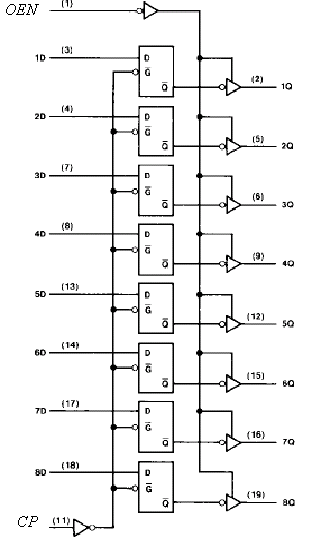 OEN (1)
1D (3) D G Q (2) 1Q
2D (4) D G Q (5) 2Q
3D (7) D G Q (6) 3Q
4D (8) D G Q (9) 4Q
5D (13) D G Q (12) 5Q
6D (14) D G Q (15) 6Q
7D (17) D G Q (16) 7Q
8D (18) D G Q (19) 8Q
CP (11)